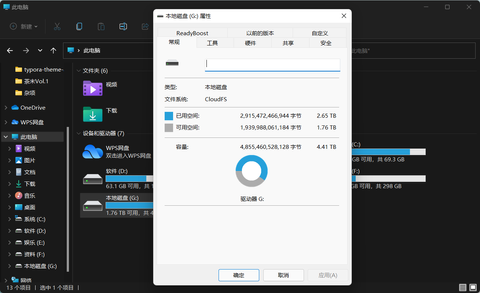 此电脑
新建
此电脑
此电脑"
typora-theme-
茶末Vol.1
杂项
OneDrive
WPS网盘
此电脑
视频
图片
文档
下载
音乐
桌面
系统 (C:)
软件 (D:)
娱乐 (E:)
资料 (F:)
本地磁盘 (G:)
网络
13 个项目
选中 1 个项目
文件夹 (6)
视频
下载
设备和驱动器 (7)
WPS网盘
双击进入WPS网盘
软件 (D:)
63.1 GB 可用, 共 1
本地磁盘 (G:)
1.76 TB 可用, 共 4
(C:)
GB 可用, 共 69.3 GB
(F:)
GB 可用, 共 298 GB
本地磁盘 (G:) 属性
ReadyBoost
以前的版本
自定义
常规
工具
硬件
共享
安全
类型:
本地磁盘
文件系统:
CloudFS
已用空间:
2,915,472,466,944 字节
2.65 TB
可用空间:
1,939,988,061,184 字节
1.76 TB
容量:
4,855,460,528,128 字节
4.41 TB
驱动器 G:
确定
取消
应用(A)